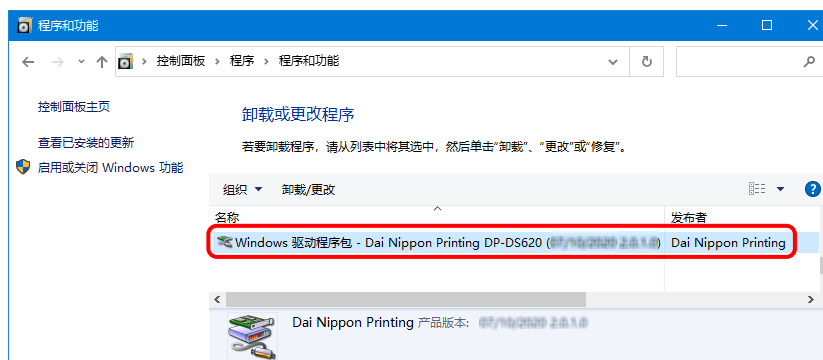 程序和功能
控制面板 程序 程序和功能
控制面板主页
查看已安装的更新
启用或关闭 Windows 功能
卸载或更改程序
若要卸载程序，请从列表中将其选中，然后单击“卸载”、“更改”或“修复”。
组织 卸载/更改
名称 发布者
Windows 驱动程序包 - Dai Nippon Printing DP-DS620 ( ) Dai Nippon Printing
Dai Nippon Printing 产品版本: